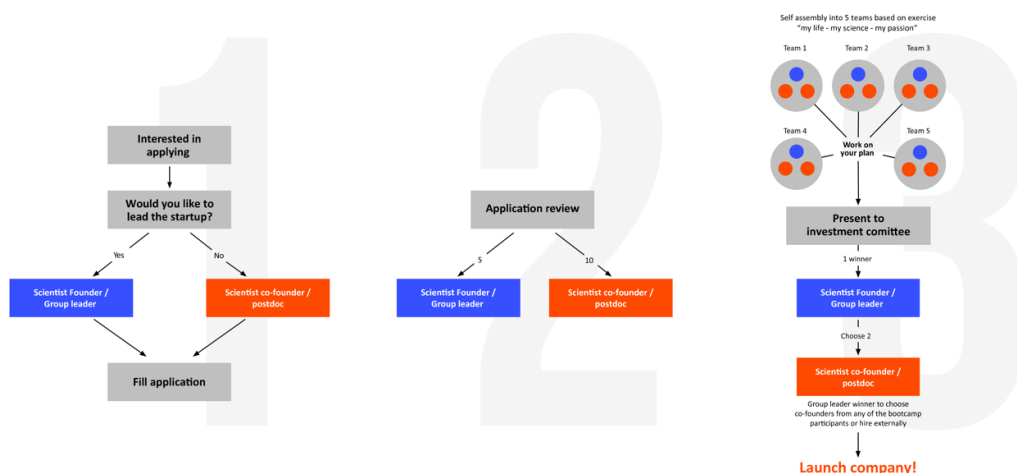 1
Interested in
applying
Would you like to
lead the startup?
Yes
No
Scientist Founder /
Group leader
Scientist co-founder /
postdoc
Fill application
2
Application review
5
10
Scientist Founder /
Group leader
Scientist co-founder /
postdoc
3
Self assembly into 5 teams based on exercise
“my life - my science - my passion”
Team 1
Team 2
Team 3
Team 4
Team 5
Work on
your plan
Present to
investment comittee
1 winner
Scientist Founder /
Group leader
Choose 2
Scientist co-founder /
postdoc
Group leader winner to choose
co-founders from any of the bootcamp
participants or hire externally
Launch company!